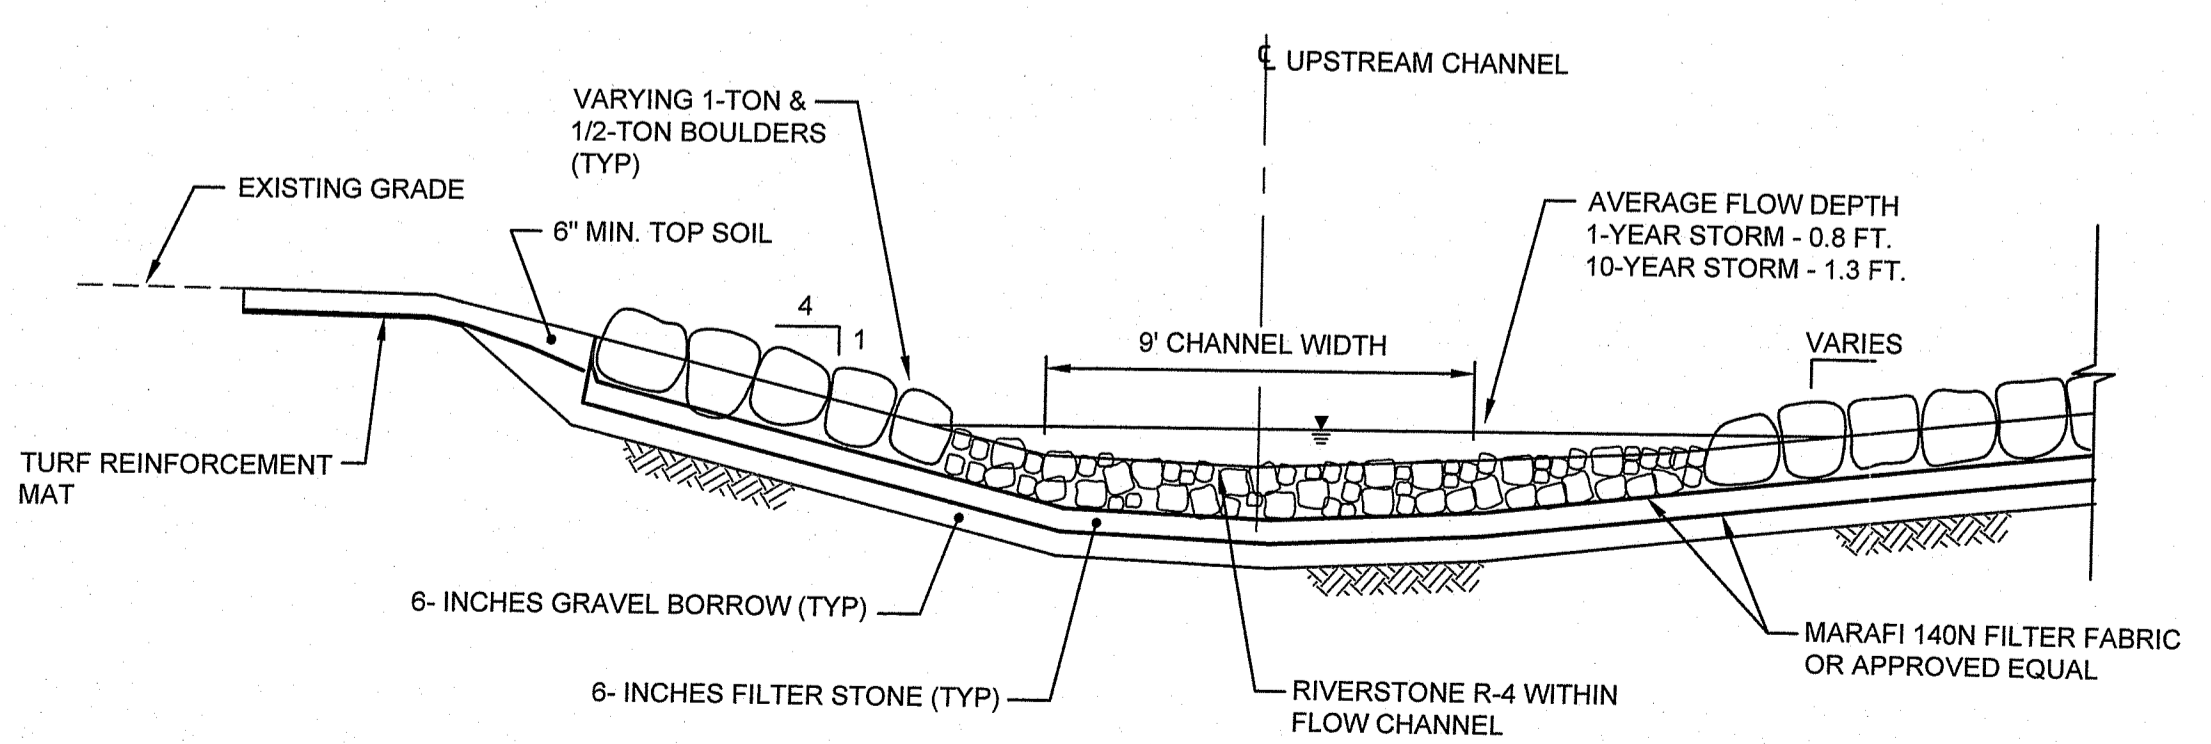 ℄ UPSTREAM CHANNEL
VARYING 1-TON &
1/2-TON BOULDERS
(TYP)
EXISTING GRADE
6" MIN. TOP SOIL
AVERAGE FLOW DEPTH
1-YEAR STORM - 0.8 FT.
10-YEAR STORM - 1.3 FT.
4
1
9' CHANNEL WIDTH
VARIES
TURF REINFORCEMENT
MAT
6- INCHES GRAVEL BORROW (TYP)
MARAFI 140N FILTER FABRIC
OR APPROVED EQUAL
6- INCHES FILTER STONE (TYP)
RIVERSTONE R-4 WITHIN
FLOW CHANNEL